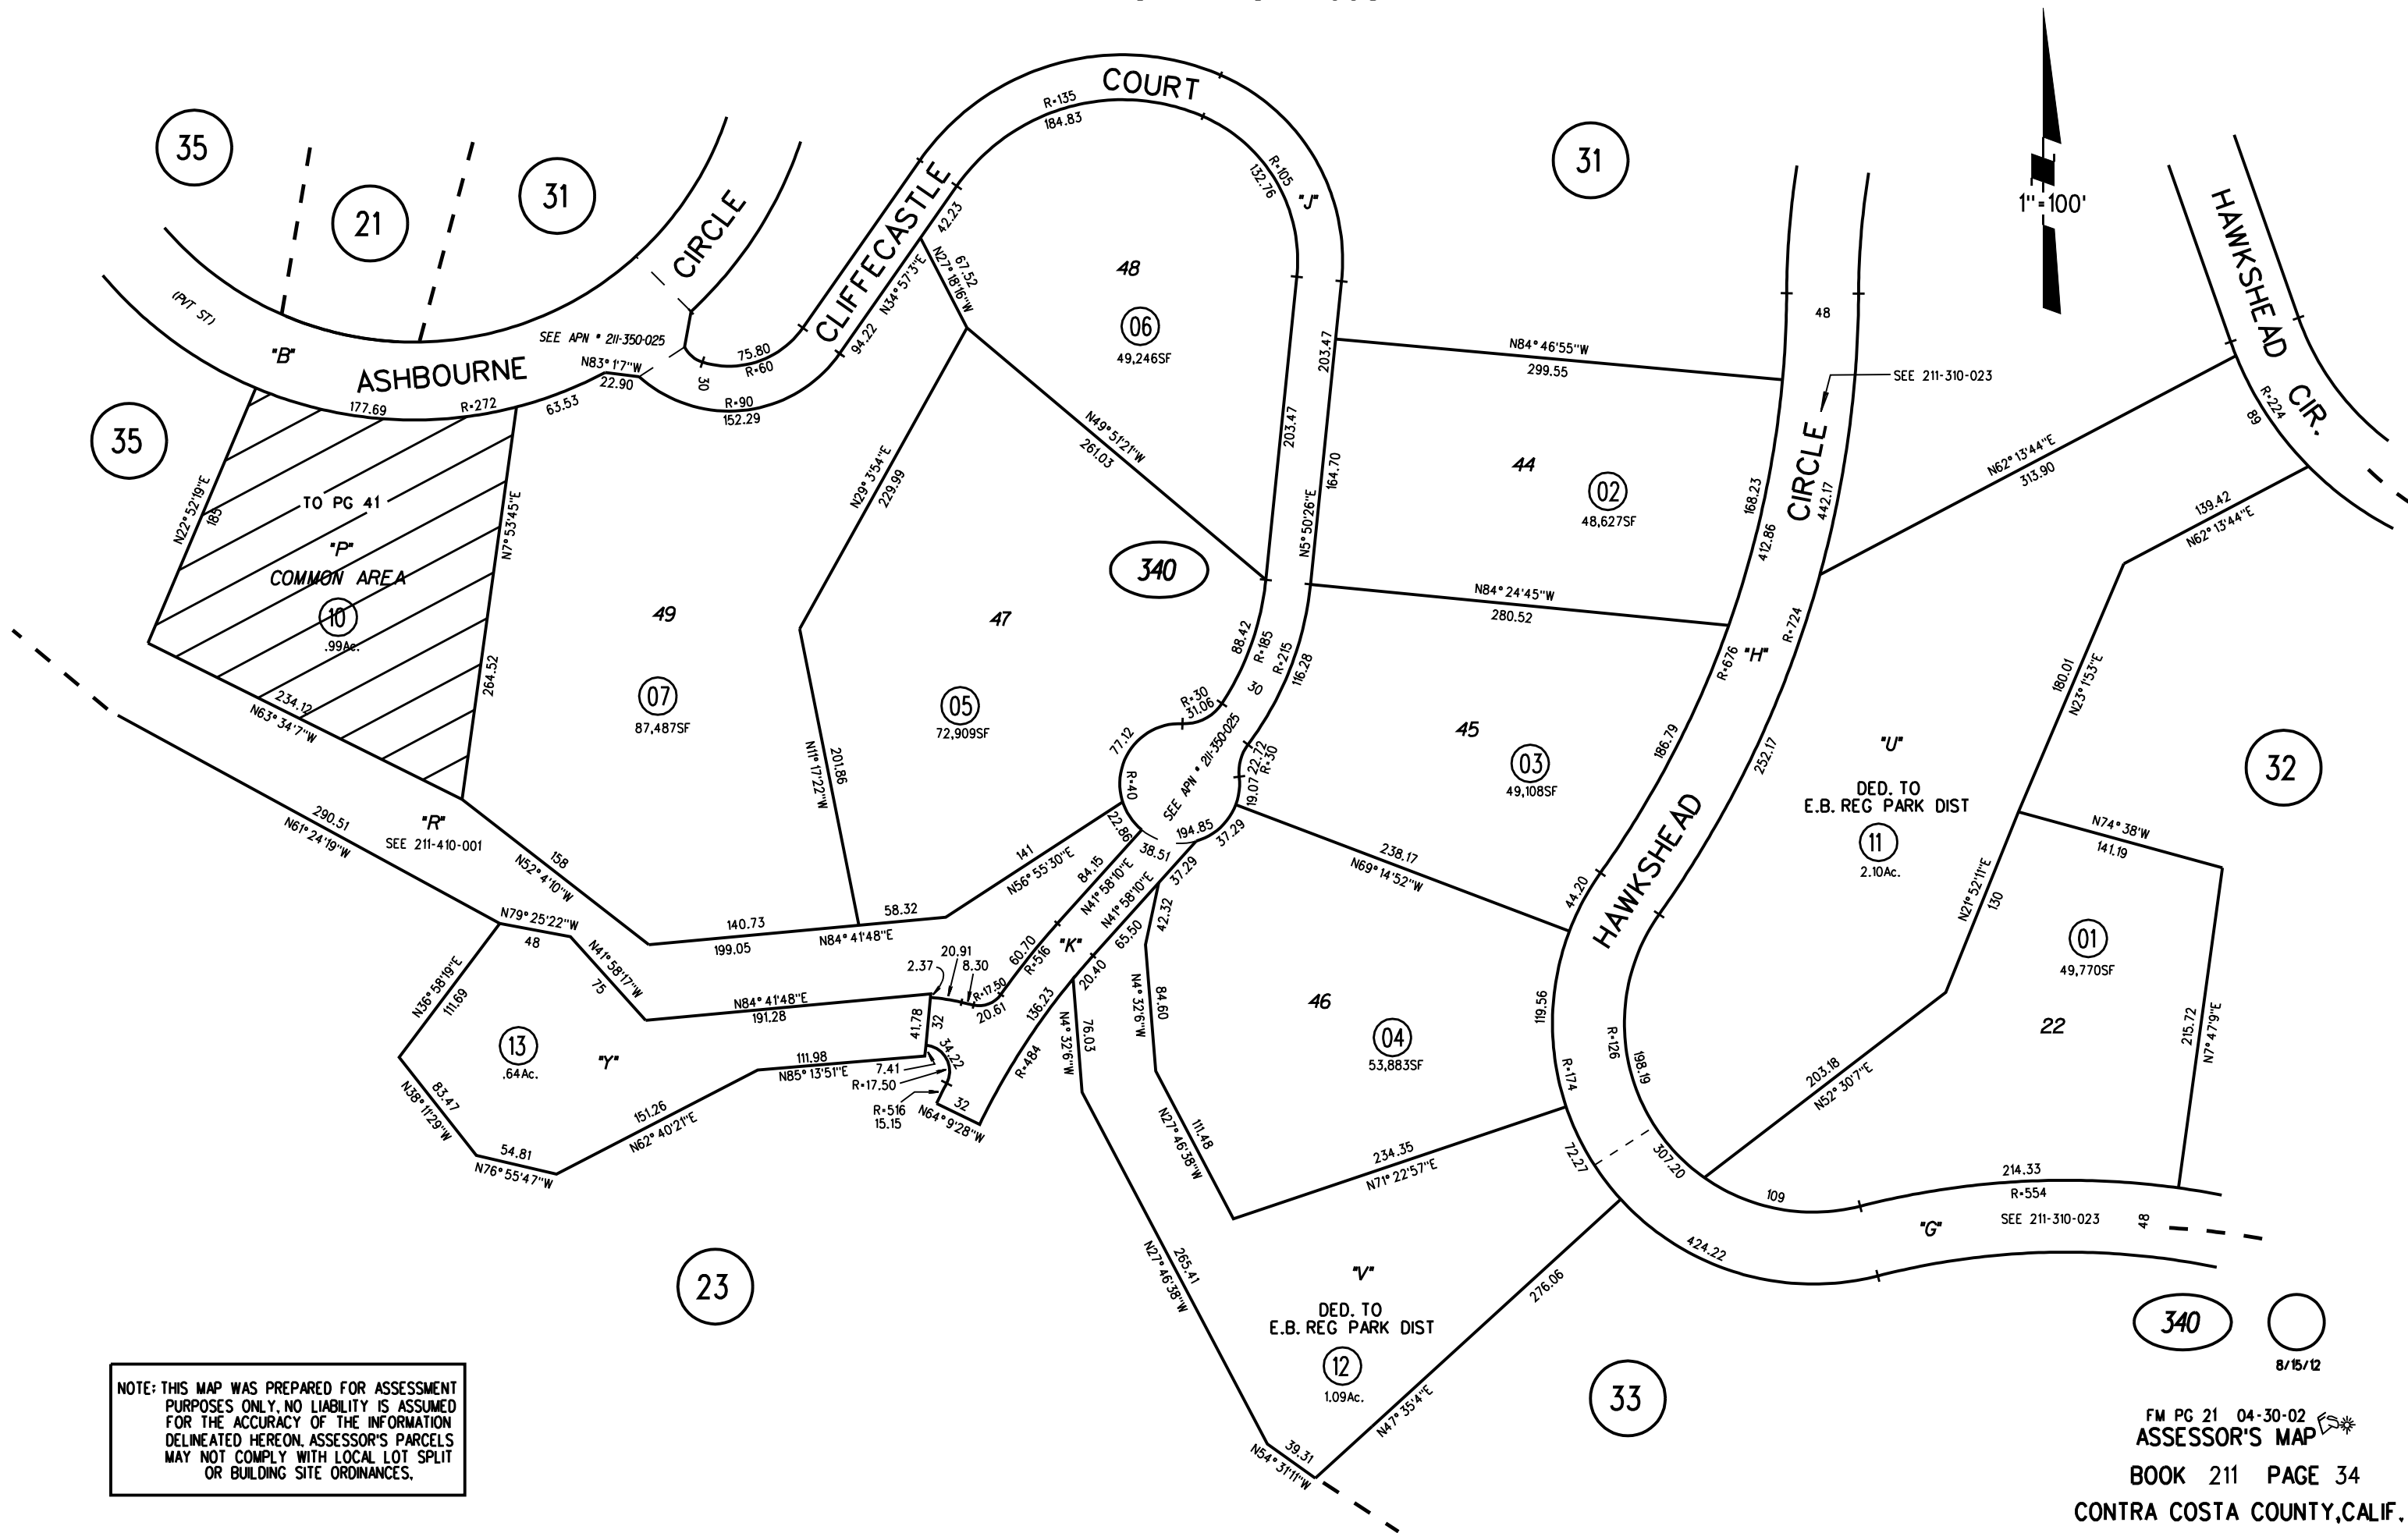 35
21
31
31
35
COURT
R=135
184.83
R=105
132.76
"J"
CIRCLE
CLIFFECASTLE
42.23
67.52
N27°18'16"W
N34°57'3"E
94.22
48
06
49,246SF
1"=100'
HAWKSHEAD CIR.
R=224
89
(PVT ST)
"B"
ASHBOURNE
SEE APN * 211-350-025
N83°1'7"W
22.90
75.80
R=60
30
R=90
152.29
177.69
R=272
63.53
203.47
203.47
164.70
N5°50'26"E
N84°46'55"W
299.55
48
SEE 211-310-023
N49°51'21"W
261.03
N29°3'54"E
229.99
44
02
48,627SF
168.23
412.86
CIRCLE
442.17
N62°13'44"E
313.90
139.42
N62°13'44"E
N22°52'19"E
185
TO PG 41
"P"
COMMON AREA
10
.99Ac.
N7°53'45"E
264.52
234.12
N63°34'7"W
340
N84°24'45"W
280.52
49
07
87,487SF
47
05
72,909SF
N11°17'22"W
201.86
88.42
R=185
R=215
116.28
30
R=30
31.06
77.12
R=40
SEE APN * 211-350-025
22.72
R=30
19.07
194.85
37.29
22.86
38.51
45
03
49,108SF
R=676
"H"
R=724
186.79
252.17
180.01
N23°1'53"E
"U"
DED. TO
E.B. REG PARK DIST
11
2.10Ac.
32
N74°38'W
141.19
N21°52'11"E
130
290.51
N61°24'19"W
"R"
SEE 211-410-001
158
N52°4'10"W
141
N56°55'30"E
84.15
N41°58'10"E
N41°58'10"E
37.29
65.50
42.32
238.17
N69°14'52"W
44.20
HAWKSHEAD
01
49,770SF
22
215.72
N7°47'9"E
N79°25'22"W
48
N41°58'17"W
75
140.73
58.32
199.05
N84°41'48"E
2.37
20.91
8.30
R=17.50
20.61
60.70
R=516
"K"
20.40
136.23
R=484
N36°58'19"E
111.69
13
.64Ac.
"Y"
N84°41'48"E
191.28
41.78
32
34.22
7.41
R=17.50
R=516
15.15
32
N64°9'28"W
111.98
N85°13'51"E
83.47
N38°11'29"W
151.26
N62°40'21"E
54.81
N76°55'47"W
N4°32'6"W
76.03
N4°32'6"W
84.60
46
04
53,883SF
119.56
R=174
R=126
198.19
203.18
N52°30'7"E
111.48
N27°46'38"W
234.35
N71°22'57"E
72.27
307.20
109
214.33
R=554
"G"
SEE 211-310-023
48
424.22
23
265.41
N27°46'38"W
"V"
DED. TO
E.B. REG PARK DIST
12
1.09Ac.
276.06
N47°35'4"E
39.31
N54°31'11"W
33
340
8/15/12
NOTE: THIS MAP WAS PREPARED FOR ASSESSMENT
PURPOSES ONLY. NO LIABILITY IS ASSUMED
FOR THE ACCURACY OF THE INFORMATION
DELINEATED HEREON. ASSESSOR'S PARCELS
MAY NOT COMPLY WITH LOCAL LOT SPLIT
OR BUILDING SITE ORDINANCES.
FM PG 21 04-30-02
ASSESSOR'S MAP
BOOK 211 PAGE 34
CONTRA COSTA COUNTY, CALIF.